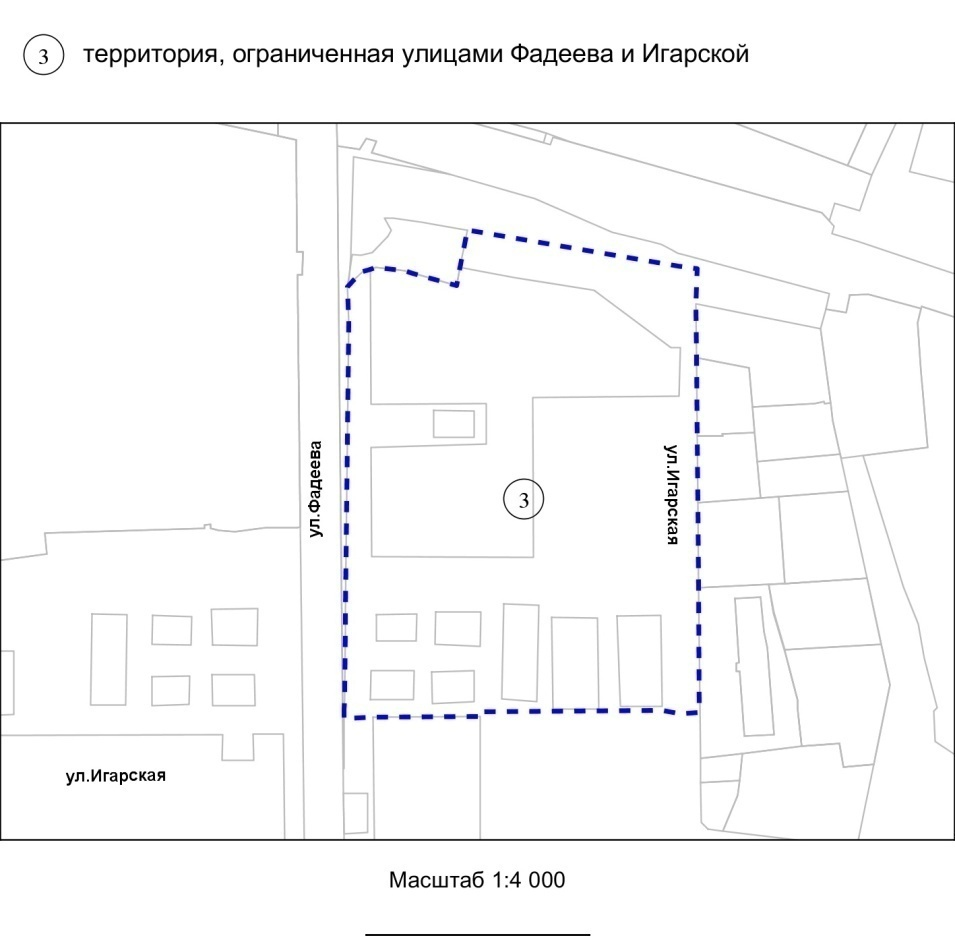 3 территория, ограниченная улицами Фадеева и Игарской
ул.Фадеева
ул.Игарская
3
ул.Игарская
Масштаб 1:4 000